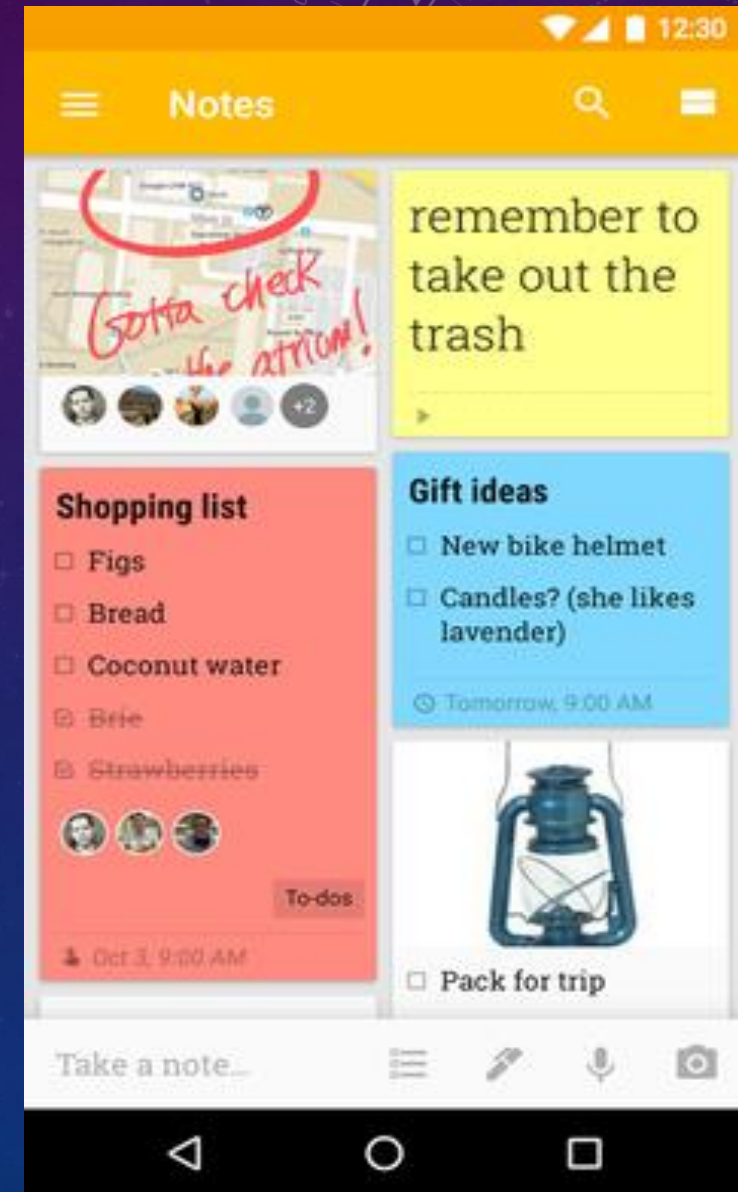 12:30
Notes
Gotta check
the atrium!
+2
remember to
take out the
trash
Shopping list
Figs
Bread
Coconut water
Brie
Strawberries
To-dos
Oct 3, 9:00 AM
Gift ideas
New bike helmet
Candles? (she likes
lavender)
Tomorrow, 9:00 AM
Pack for trip
Take a note...